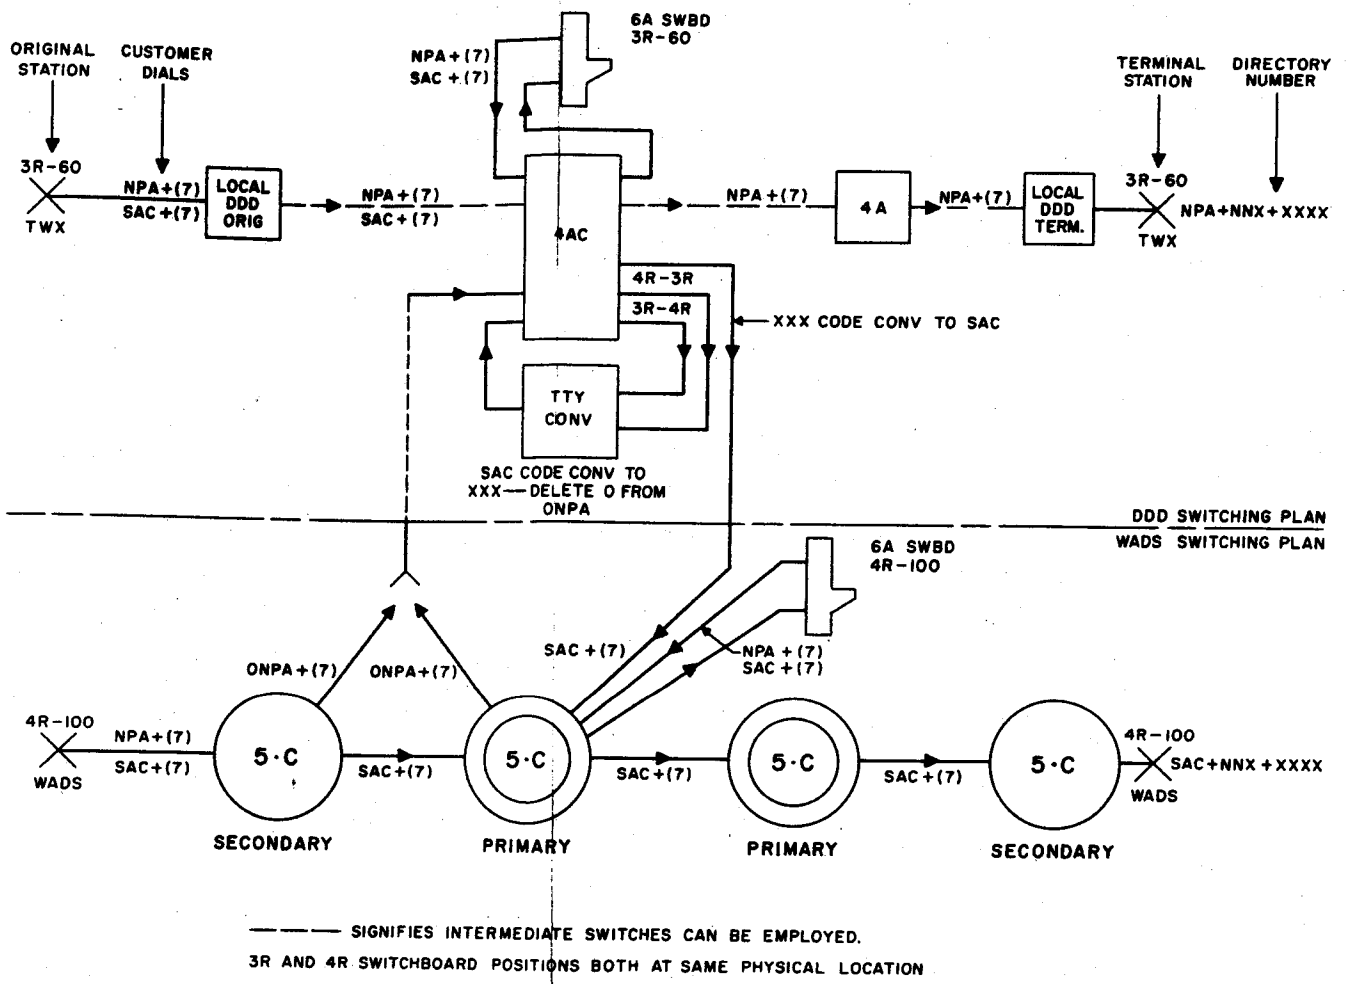 6A SWBD
3R-60
ORIGINAL
STATION
CUSTOMER
DIALS
NPA+(7)
SAC+(7)
TERMINAL
STATION
DIRECTORY
NUMBER
3R-60
TWX
NPA+(7)
SAC+(7)
LOCAL
DDD
ORIG
NPA+(7)
SAC+(7)
4AC
NPA+(7)
4A
NPA+(7)
LOCAL
DDD
TERM.
3R-60
TWX
NPA+NNX+XXXX
4R-3R
3R-4R
XXX CODE CONV TO SAC
TTY
CONV
SAC CODE CONV TO
XXX—DELETE 0 FROM
ONPA
DDD SWITCHING PLAN
WADS SWITCHING PLAN
6A SWBD
4R-100
SAC+(7)
NPA+(7)
SAC+(7)
ONPA+(7)
ONPA+(7)
4R-100
WADS
NPA+(7)
SAC+(7)
5·C
SECONDARY
SAC+(7)
5·C
PRIMARY
SAC+(7)
5·C
PRIMARY
SAC+(7)
5·C
SECONDARY
4R-100
WADS
SAC+NNX+XXXX
SIGNIFIES INTERMEDIATE SWITCHES CAN BE EMPLOYED.
3R AND 4R SWITCHBOARD POSITIONS BOTH AT SAME PHYSICAL LOCATION